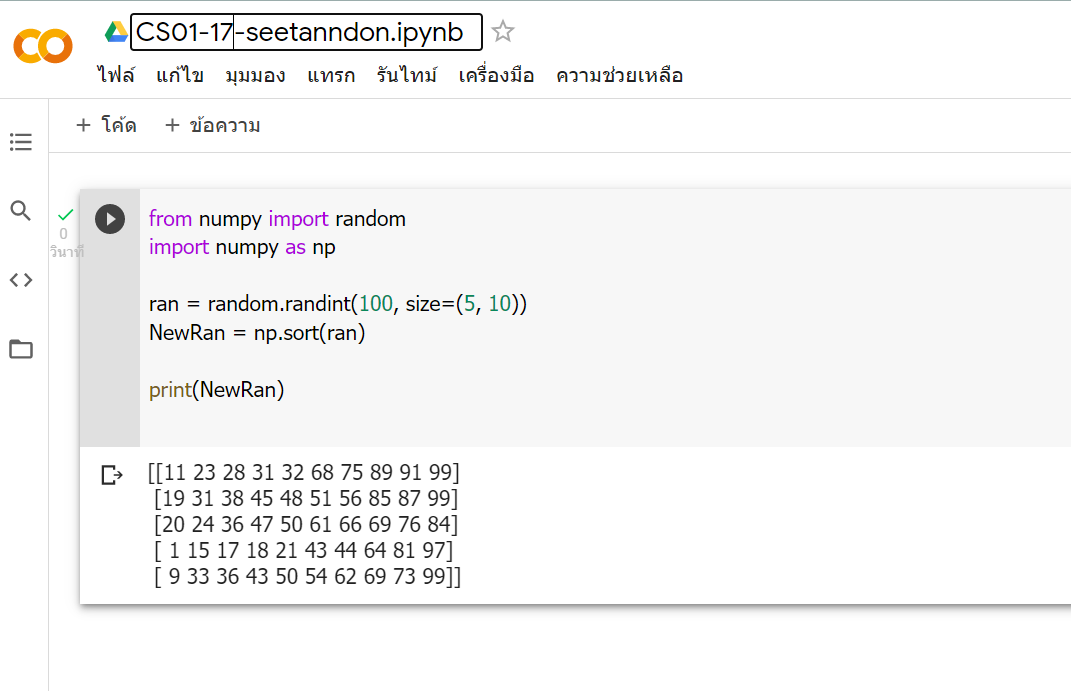 CS01-17-seetanndon.ipynb
ไฟล์ แก้ไข มุมมอง แทรก รันไทม์ เครื่องมือ ความช่วยเหลือ
+ โค้ด + ข้อความ
0
วินาที
from numpy import random
import numpy as np
ran = random.randint(100, size=(5, 10))
NewRan = np.sort(ran)
print(NewRan)
[[11 23 28 31 32 68 75 89 91 99]
[19 31 38 45 48 51 56 85 87 99]
[20 24 36 47 50 61 66 69 76 84]
[ 1 15 17 18 21 43 44 64 81 97]
[ 9 33 36 43 50 54 62 69 73 99]]